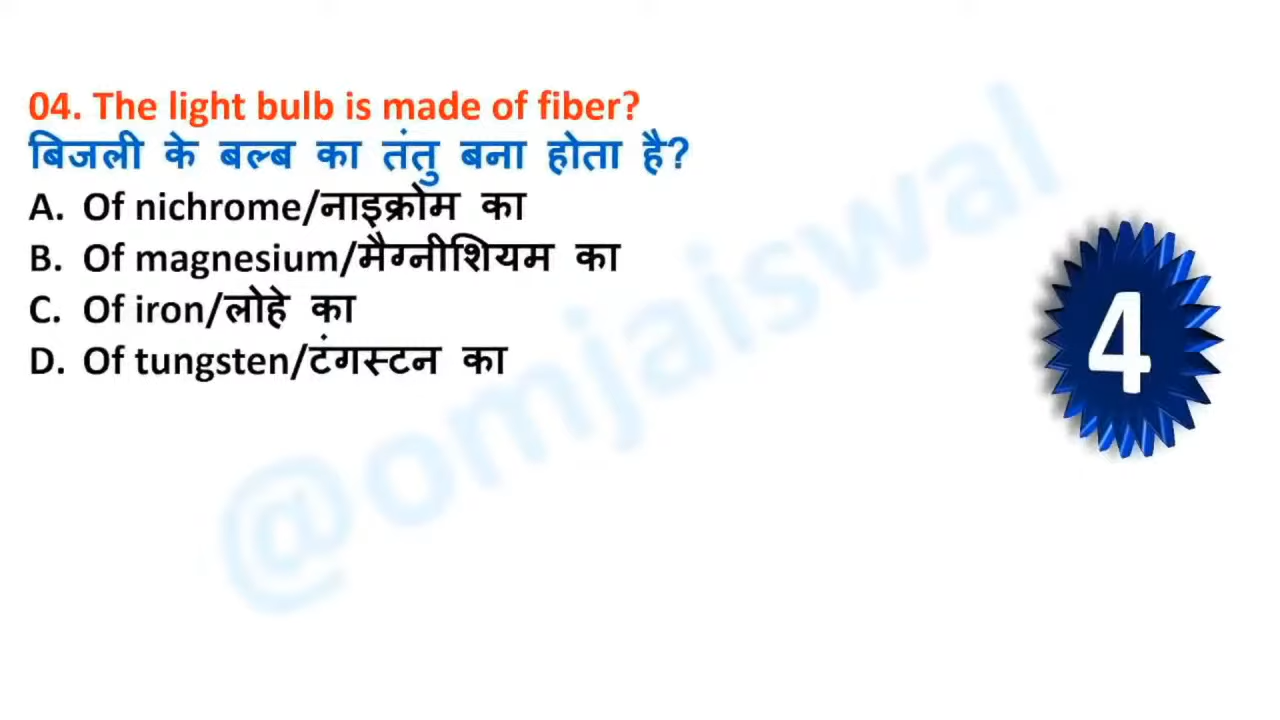 04. The light bulb is made of fiber?
बिजली के बल्ब का तंतु बना होता है?
A. Of nichrome/नाइक्रोम का
B. Of magnesium/मैग्नीशियम का
C. Of iron/लोहे का
D. Of tungsten/टंगस्टन का
4
@omjaiswal